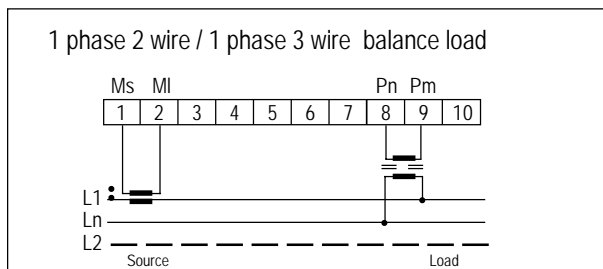 1 phase 2 wire / 1 phase 3 wire balance load
Ms Ml Pn Pm
1 2 3 4 5 6 7 8 9 10
L1
Ln
L2
Source Load